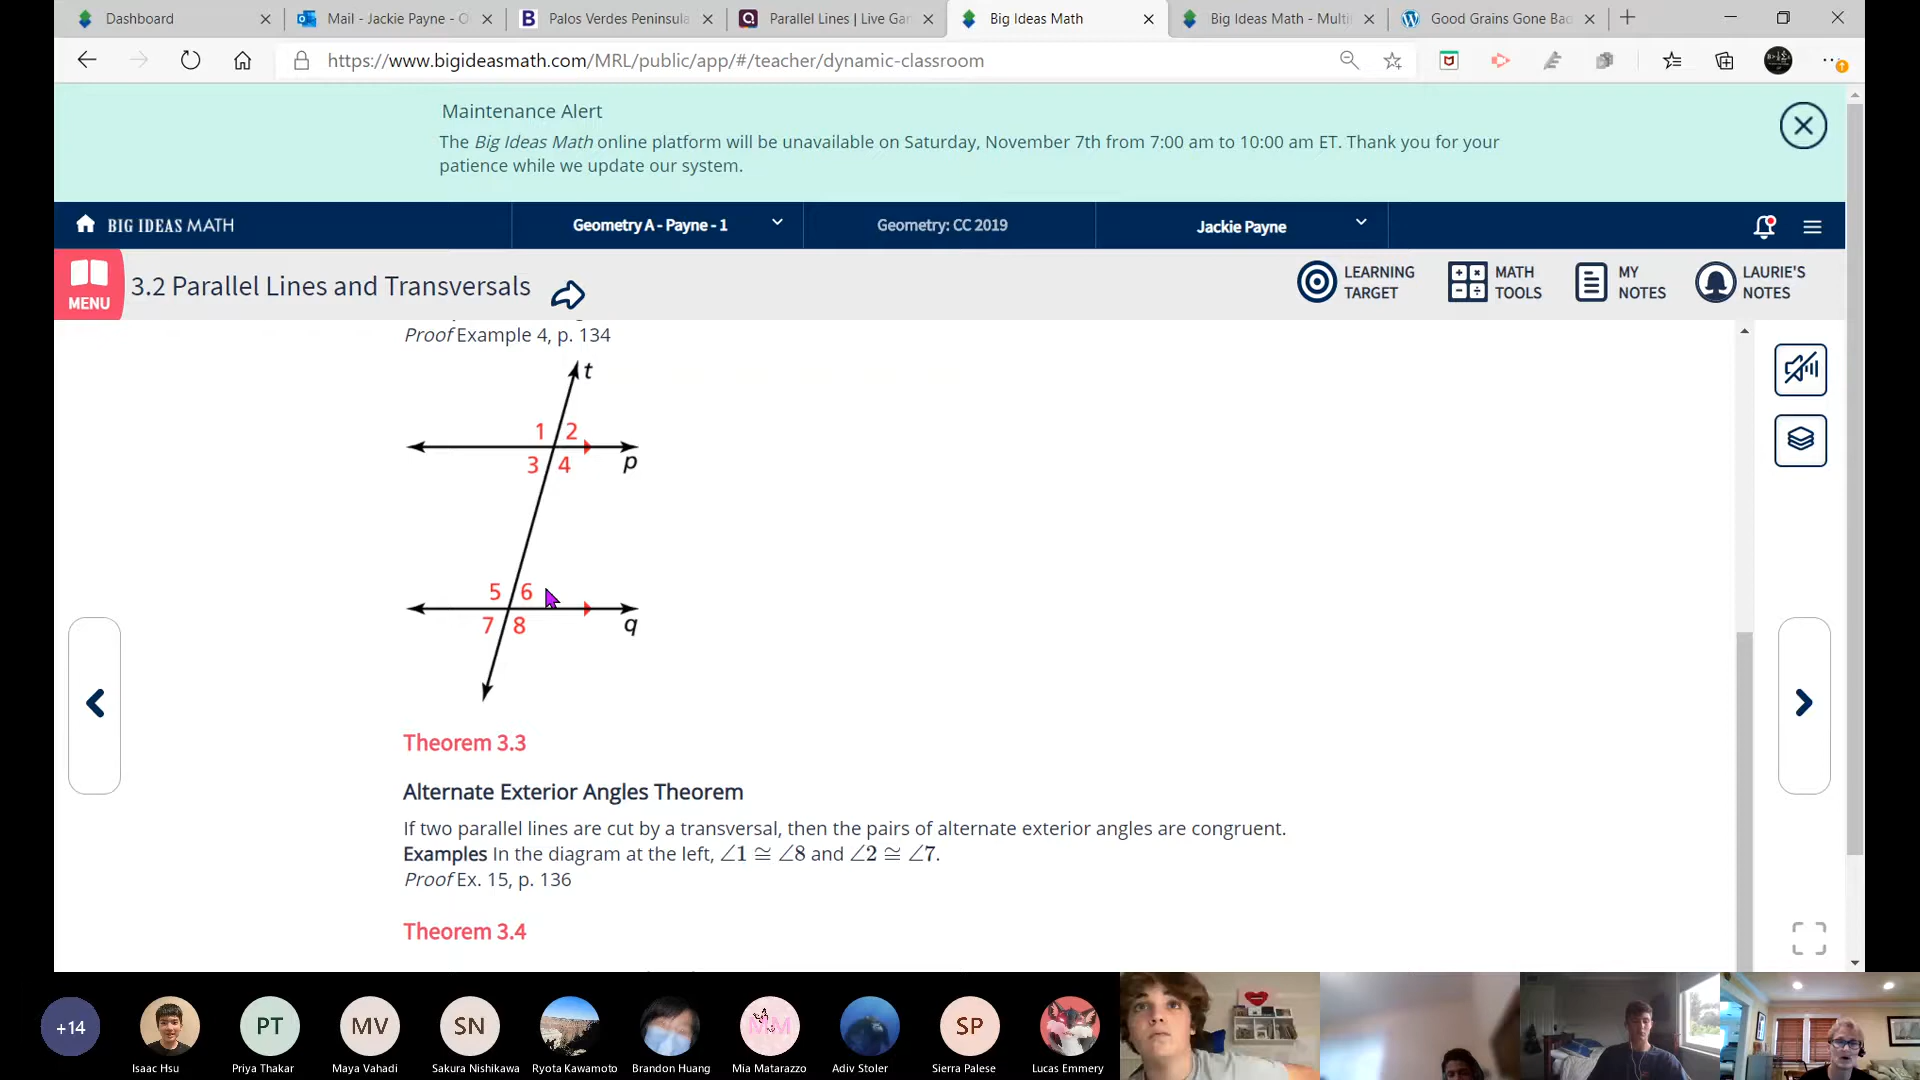 Dashboard
Mail - Jackie Payne - O
Palos Verdes Peninsula
Parallel Lines | Live Gar
Big Ideas Math
Big Ideas Math - Multi
Good Grains Gone Bad
https://www.bigideasmath.com/MRL/public/app/#/teacher/dynamic-classroom
Maintenance Alert
The Big Ideas Math online platform will be unavailable on Saturday, November 7th from 7:00 am to 10:00 am ET. Thank you for your
patience while we update our system.
BIG IDEAS MATH
Geometry A - Payne - 1
Geometry: CC 2019
Jackie Payne
MENU
3.2 Parallel Lines and Transversals
LEARNING
TARGET
MATH
TOOLS
MY
NOTES
LAURIE'S
NOTES
Proof Example 4, p. 134
t
1 2
3 4
p
5 6
7 8
q
Theorem 3.3
Alternate Exterior Angles Theorem
If two parallel lines are cut by a transversal, then the pairs of alternate exterior angles are congruent.
Examples In the diagram at the left, ∠1 ≅ ∠8 and ∠2 ≅ ∠7.
Proof Ex. 15, p. 136
Theorem 3.4
+14
PT
MV
SN
MM
SP
Isaac Hsu
Priya Thakar
Maya Vahadi
Sakura Nishikawa
Ryota Kawamoto
Brandon Huang
Mia Matarazzo
Adiv Stoler
Sierra Palese
Lucas Emmery